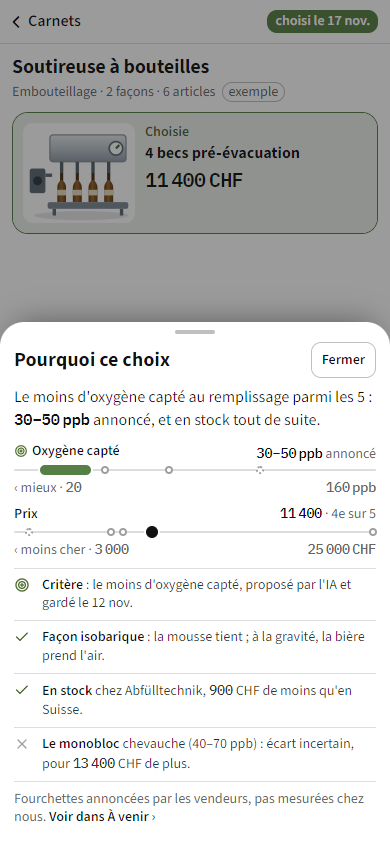 Carnets
choisi le 17 nov.
Soutireuse à bouteilles
Embouteillage · 2 façons · 6 articles exemple
Choisie
4 becs pré-évacuation
11 400 CHF
Pourquoi ce choix
Fermer
Le moins d'oxygène capté au remplissage parmi les 5 :
30–50 ppb annoncé, et en stock tout de suite.
Oxygène capté
30–50 ppb annoncé
‹ mieux · 20
160 ppb
Prix
11 400 · 4e sur 5
‹ moins cher · 3 000
25 000 CHF
Critère : le moins d'oxygène capté, proposé par l'IA et
gardé le 12 nov.
Façon isobarique : la mousse tient ; à la gravité, la bière
prend l'air.
En stock chez Abfülltechnik, 900 CHF de moins qu'en
Suisse.
Le monobloc chevauche (40–70 ppb) : écart incertain,
pour 13 400 CHF de plus.
Fourchettes annoncées par les vendeurs, pas mesurées chez
nous. Voir dans À venir ›